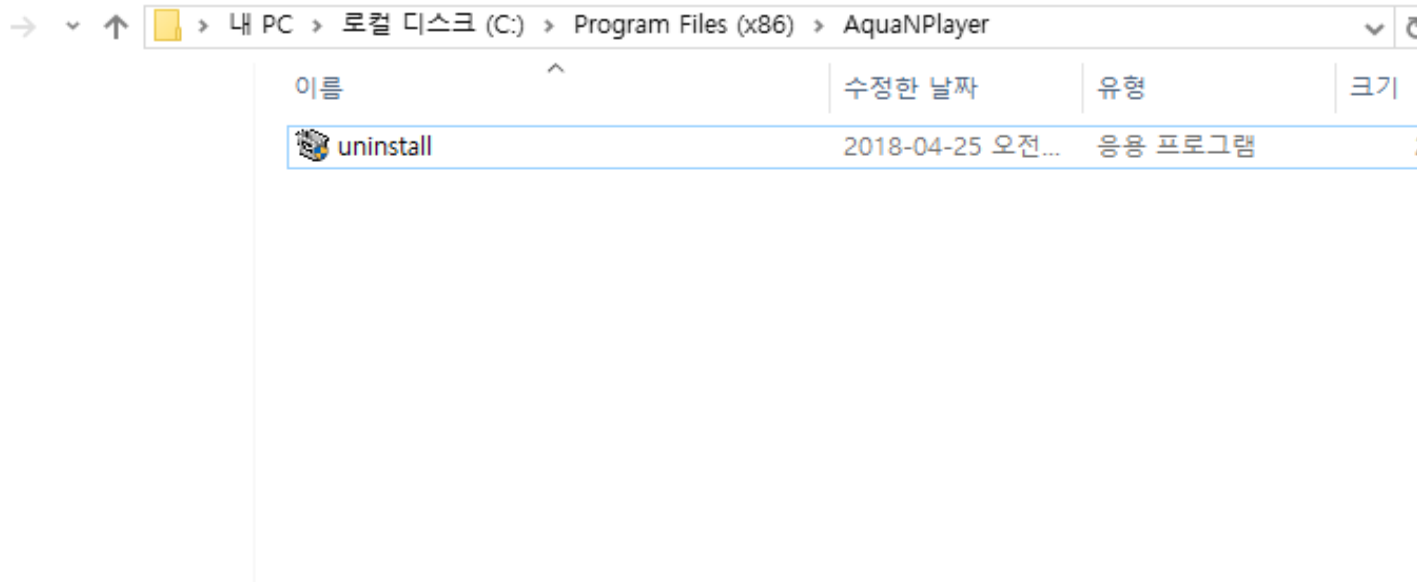 내 PC > 로컬 디스크 (C:) > Program Files (x86) > AquaNPlayer
이름 수정한 날짜 유형 크기
uninstall 2018-04-25 오전... 응용 프로그램